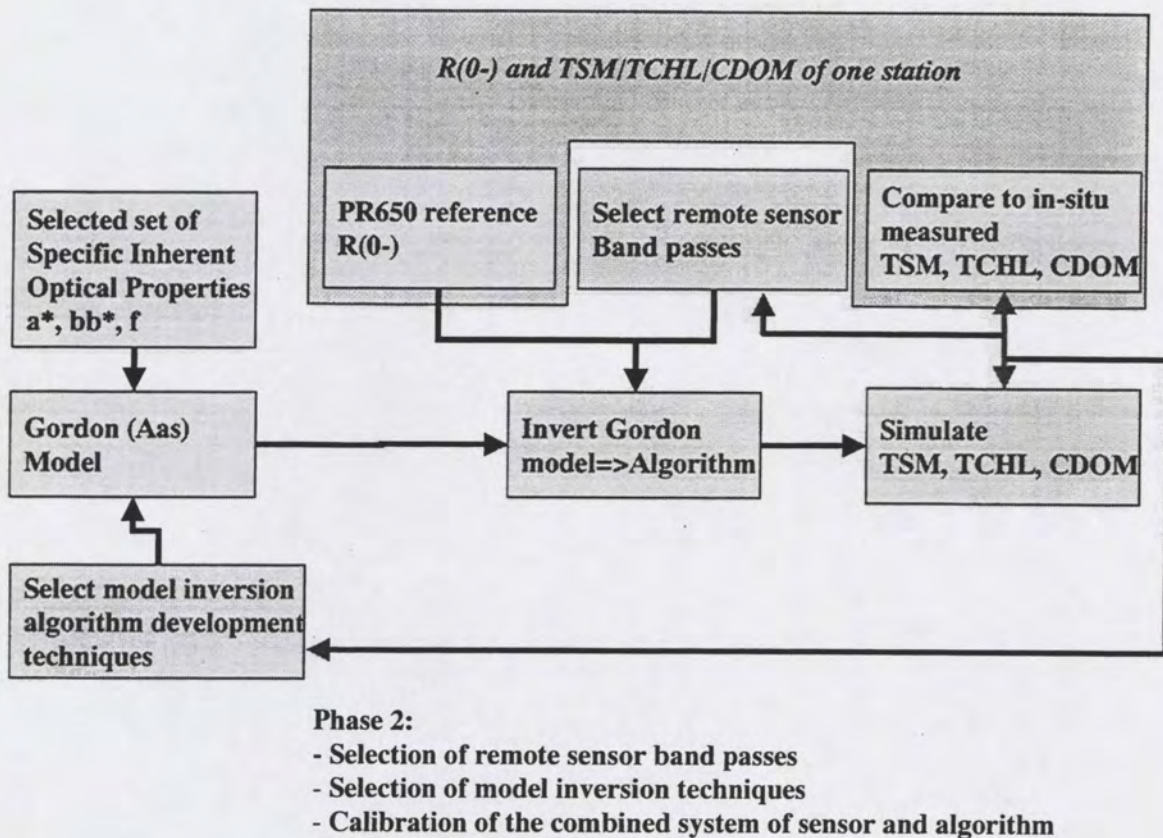 R(0-) and TSM/TCHL/CDOM of one station
Selected set of
Specific Inherent
Optical Properties
a*, bb*, f
PR650 reference
R(0-)
Select remote sensor
Band passes
Compare to in-situ
measured
TSM, TCHL, CDOM
Gordon (Aas)
Model
Invert Gordon
model=>Algorithm
Simulate
TSM, TCHL, CDOM
Select model inversion
algorithm development
techniques
Phase 2:
- Selection of remote sensor band passes
- Selection of model inversion techniques
- Calibration of the combined system of sensor and algorithm